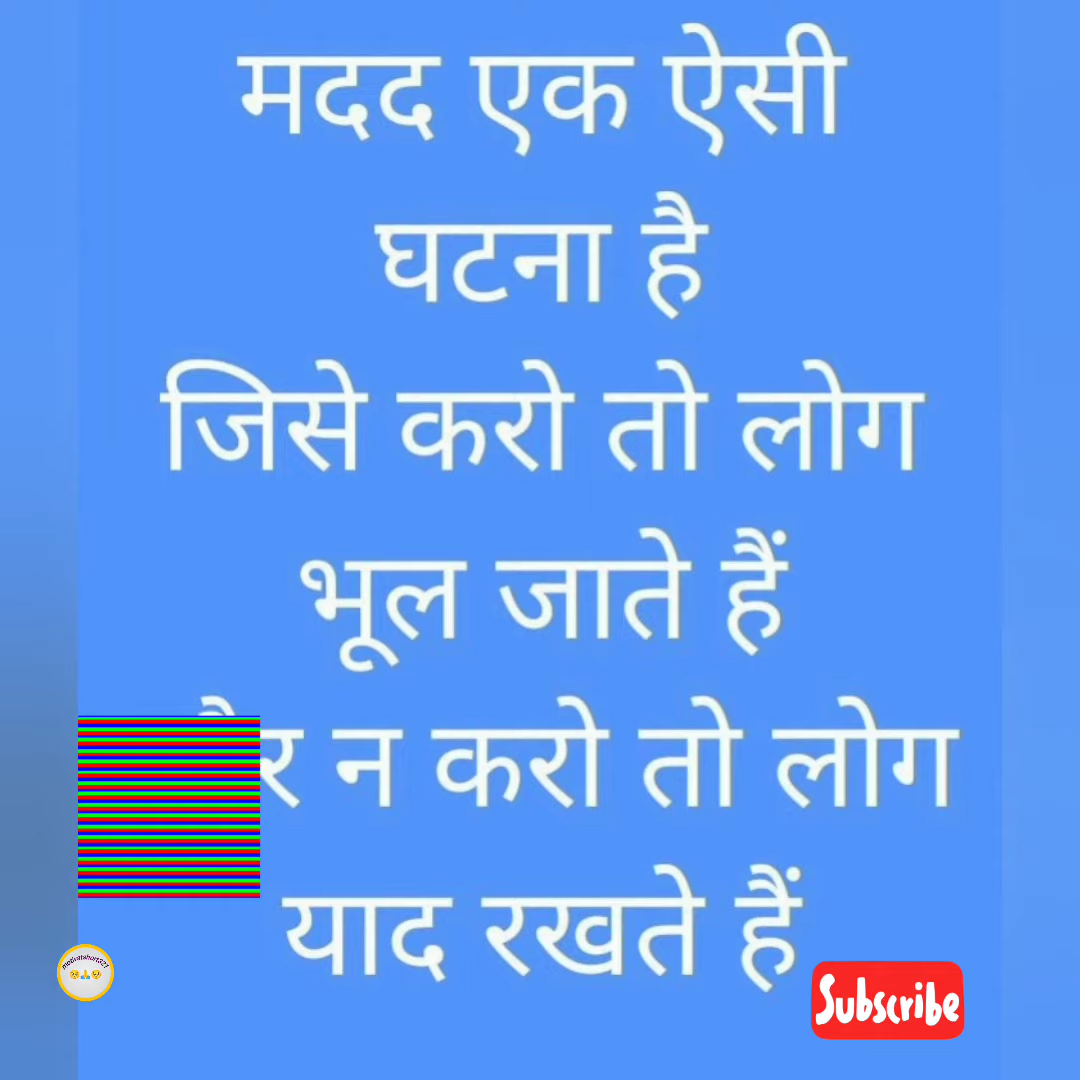 मदद एक ऐसी
घटना है
जिसे करो तो लोग
भूल जाते हैं
न करो तो लोग
याद रखते हैं
Subscribe